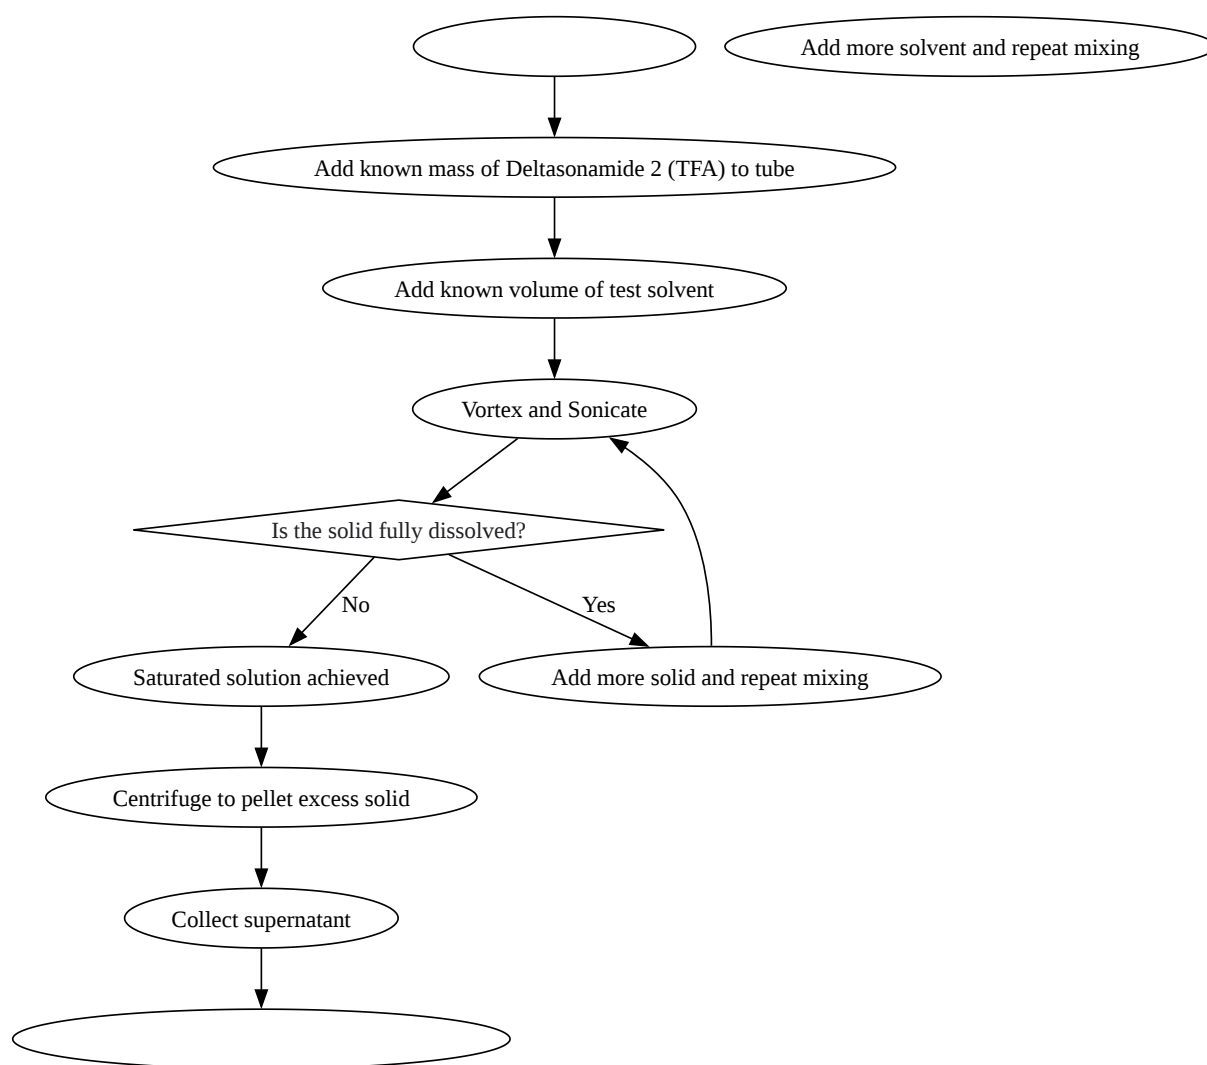 Add more solvent and repeat mixing
Add known mass of Deltasonamide 2 (TFA) to tube
Add known volume of test solvent
Vortex and Sonicate
Is the solid fully dissolved?
No
Yes
Saturated solution achieved
Add more solid and repeat mixing
Centrifuge to pellet excess solid
Collect supernatant